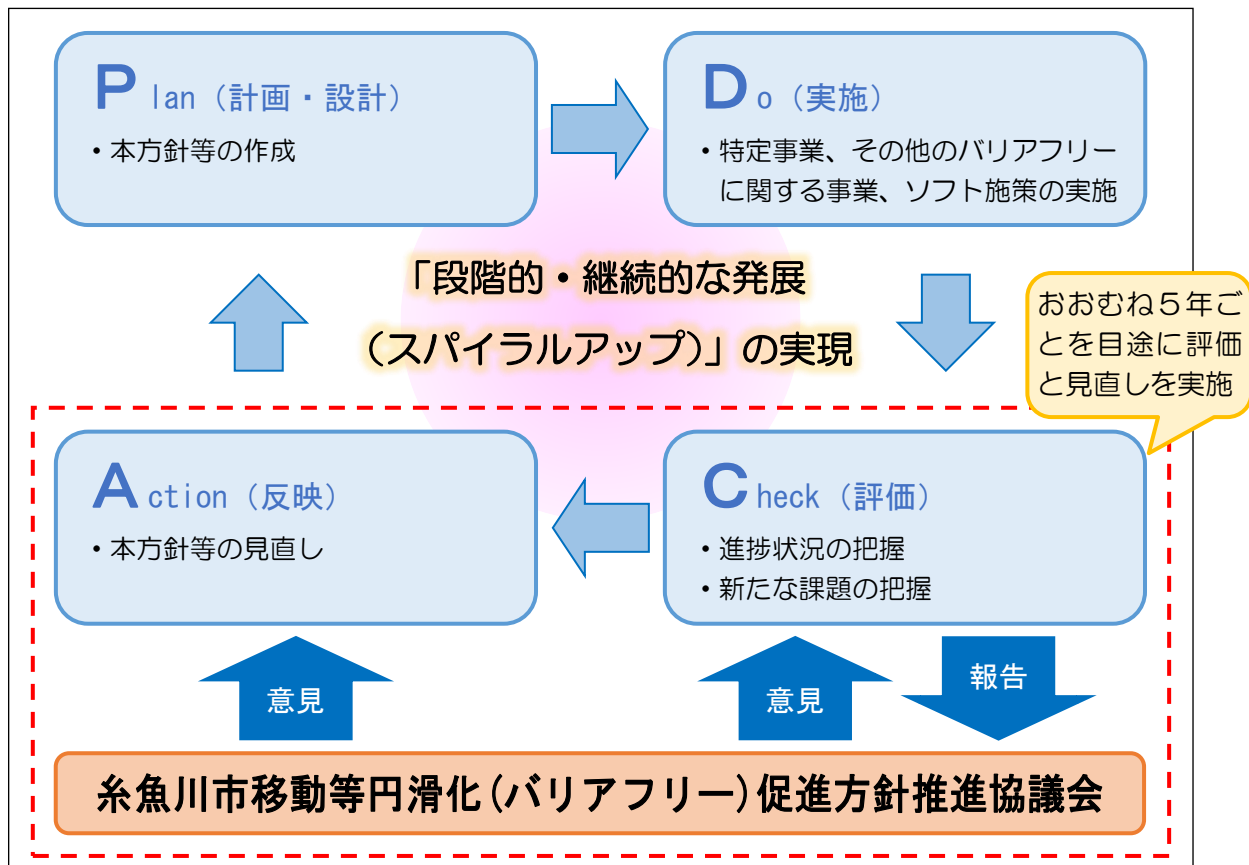 Plan（計画・設計）
・本方針等の作成
Do（実施）
・特定事業、その他のバリアフリー
に関する事業、ソフト施策の実施
「段階的・継続的な発展
（スパイラルアップ）」の実現
おおむね５年ご
とを目途に評価
と見直しを実施
Action（反映）
・本方針等の見直し
Check（評価）
・進捗状況の把握
・新たな課題の把握
意見
意見
報告
糸魚川市移動等円滑化(バリアフリー)促進方針推進協議会